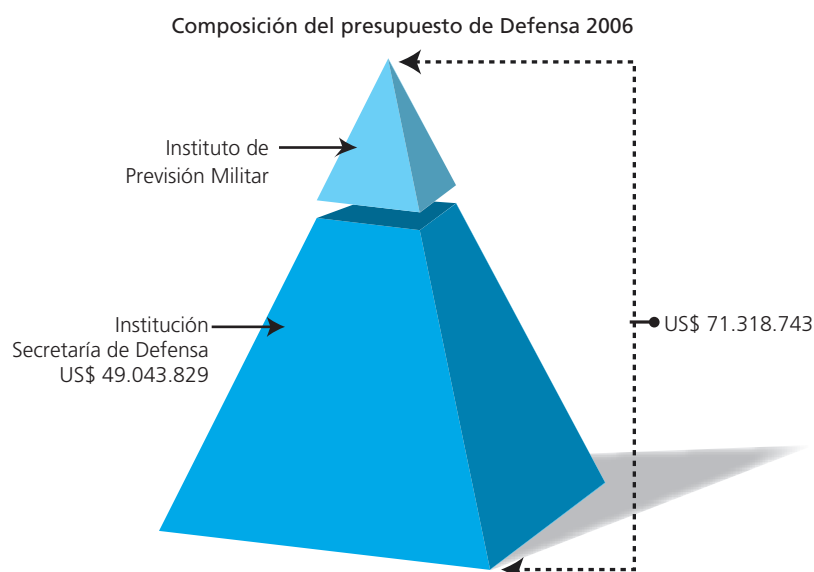 Composición del presupuesto de Defensa 2006
Instituto de
Previsión Militar
Institución
Secretaría de Defensa
US$ 49.043.829
US$ 71.318.743